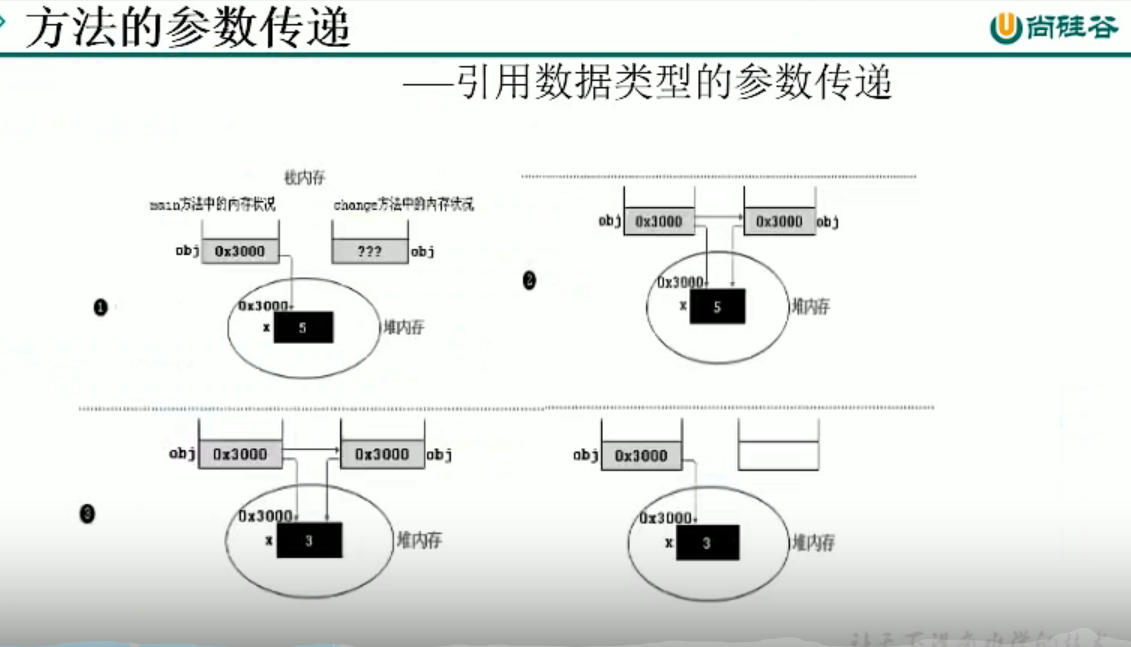 方法的参数传递
尚硅谷
——引用数据类型的参数传递
栈内存
main方法中的内存状况
change方法中的内存状况
obj 0x3000
??? obj
❶
0x3000
x 5
堆内存
obj 0x3000
0x3000 obj
❷
0x3000
x 5
堆内存
obj 0x3000
0x3000 obj
❸
0x3000
x 3
堆内存
obj 0x3000
0x3000
x 3
堆内存